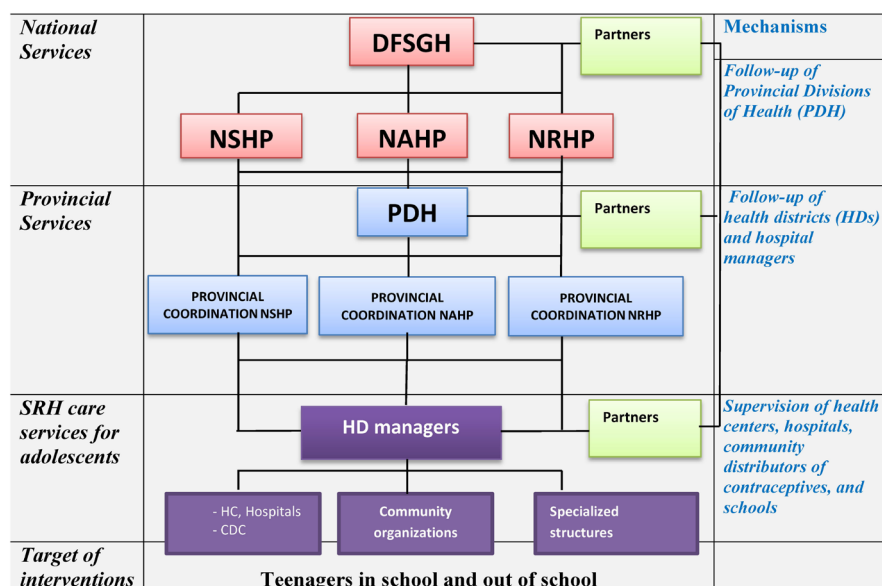 National
Services
DFSGH
Partners
Mechanisms
Follow-up of
Provincial Divisions
of Health (PDH)
NSHP
NAHP
NRHP
Provincial
Services
PDH
Partners
Follow-up of
health districts (HDs)
and hospital
managers
PROVINCIAL
COORDINATION NSHP
PROVINCIAL
COORDINATION NAHP
PROVINCIAL
COORDINATION NRHP
SRH care
services for
adolescents
HD managers
Partners
Supervision of health
centers, hospitals,
community
distributors of
contraceptives, and
schools
- HC, Hospitals
- CDC
Community
organizations
Specialized
structures
Target of
interventions
Teenagers in school and out of school